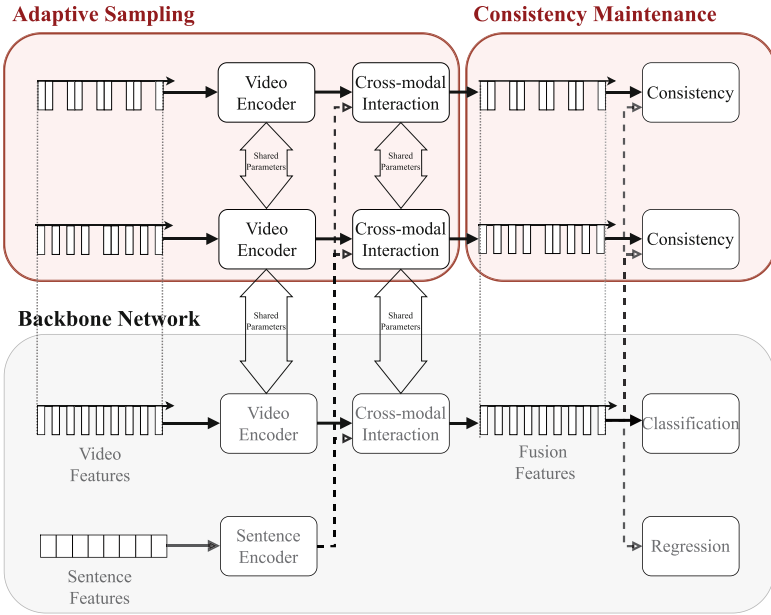 Adaptive Sampling
Consistency Maintenance
Video
Encoder
Cross-modal
Interaction
Consistency
Shared
Parameters
Shared
Parameters
Video
Encoder
Cross-modal
Interaction
Consistency
Shared
Parameters
Shared
Parameters
Backbone Network
Video
Encoder
Cross-modal
Interaction
Classification
Video
Features
Fusion
Features
Sentence
Encoder
Regression
Sentence
Features